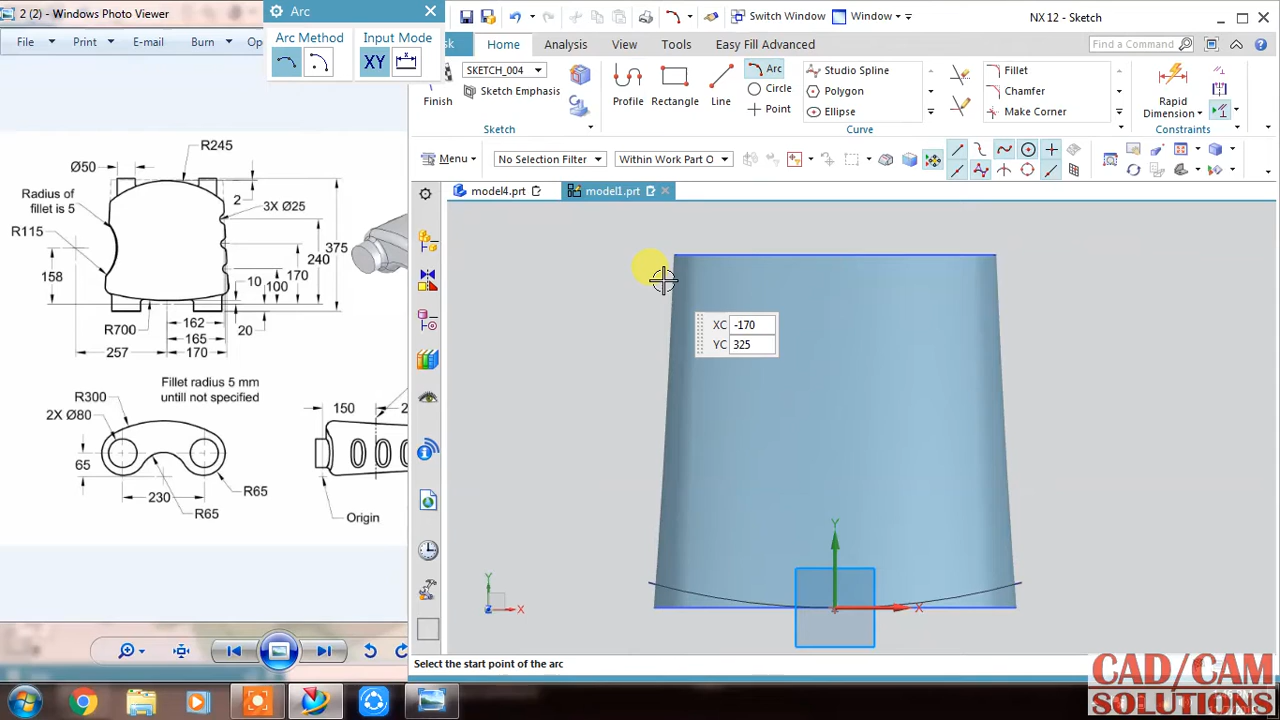 2 (2) - Windows Photo Viewer
File
Print
E-mail
Burn
Op
Arc
Arc Method
Input Mode
XY
Switch Window
Window
NX 12 - Sketch
sk
Home
Analysis
View
Tools
Easy Fill Advanced
Find a Command
SKETCH_004
Sketch Emphasis
Finish
Sketch
Profile
Rectangle
Line
Arc
Circle
Point
Studio Spline
Polygon
Ellipse
Curve
Fillet
Chamfer
Make Corner
Rapid
Dimension
Constraints
Menu
No Selection Filter
Within Work Part O
model4.prt
model1.prt
R245
Ø50
Radius of
fillet is 5
R115
158
2
3X Ø25
375
240
170
10
100
R700
162
20
165
257
170
Fillet radius 5 mm
untill not specified
R300
2X Ø80
65
230
R65
R65
150
2
Origin
XC -170
YC 325
Y
X
Y
X
Select the start point of the arc
CAD/CAM
SOLUTIONS